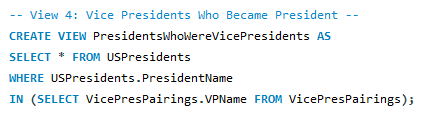 -- View 4: Vice Presidents Who Became President --
CREATE VIEW PresidentsWhoWereVicePresidents AS
SELECT * FROM USPresidents
WHERE USPresidents.PresidentName
IN (SELECT VicePresPairings.VPName FROM VicePresPairings);